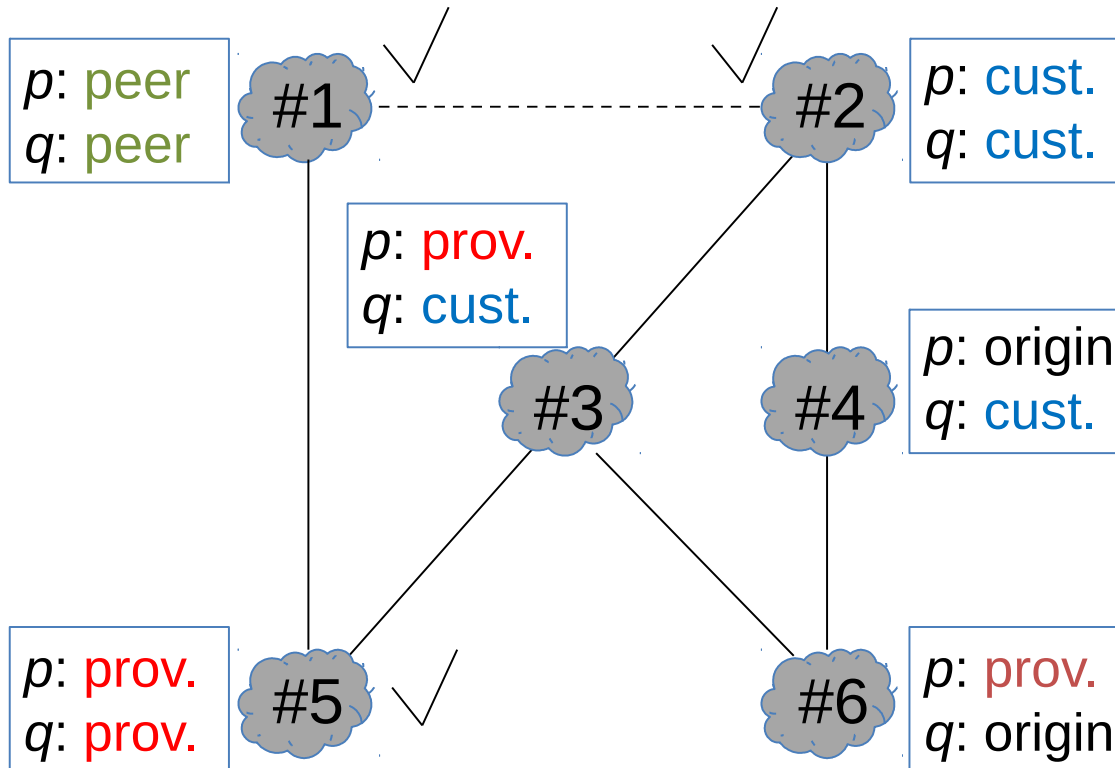 p: peer
q: peer
#1
#2
p: cust.
q: cust.
p: prov.
q: cust.
#3
#4
p: origin
q: cust.
p: prov.
q: prov.
#5
#6
p: prov.
q: origin